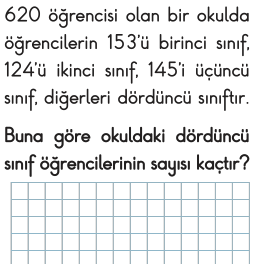 620 öğrencisi olan bir okulda
öğrencilerin 153'ü birinci sınıf,
124'ü ikinci sınıf, 145'i üçüncü
sınıf, diğerleri dördüncü sınıftır.
Buna göre okuldaki dördüncü
sınıf öğrencilerinin sayısı kaçtır?